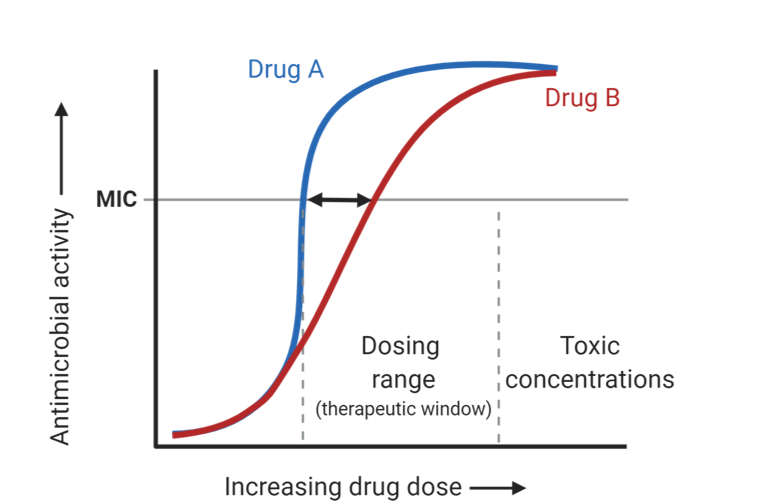 Drug A
Drug B
MIC
Antimicrobial activity
Dosing
range
(therapeutic window)
Toxic
concentrations
Increasing drug dose